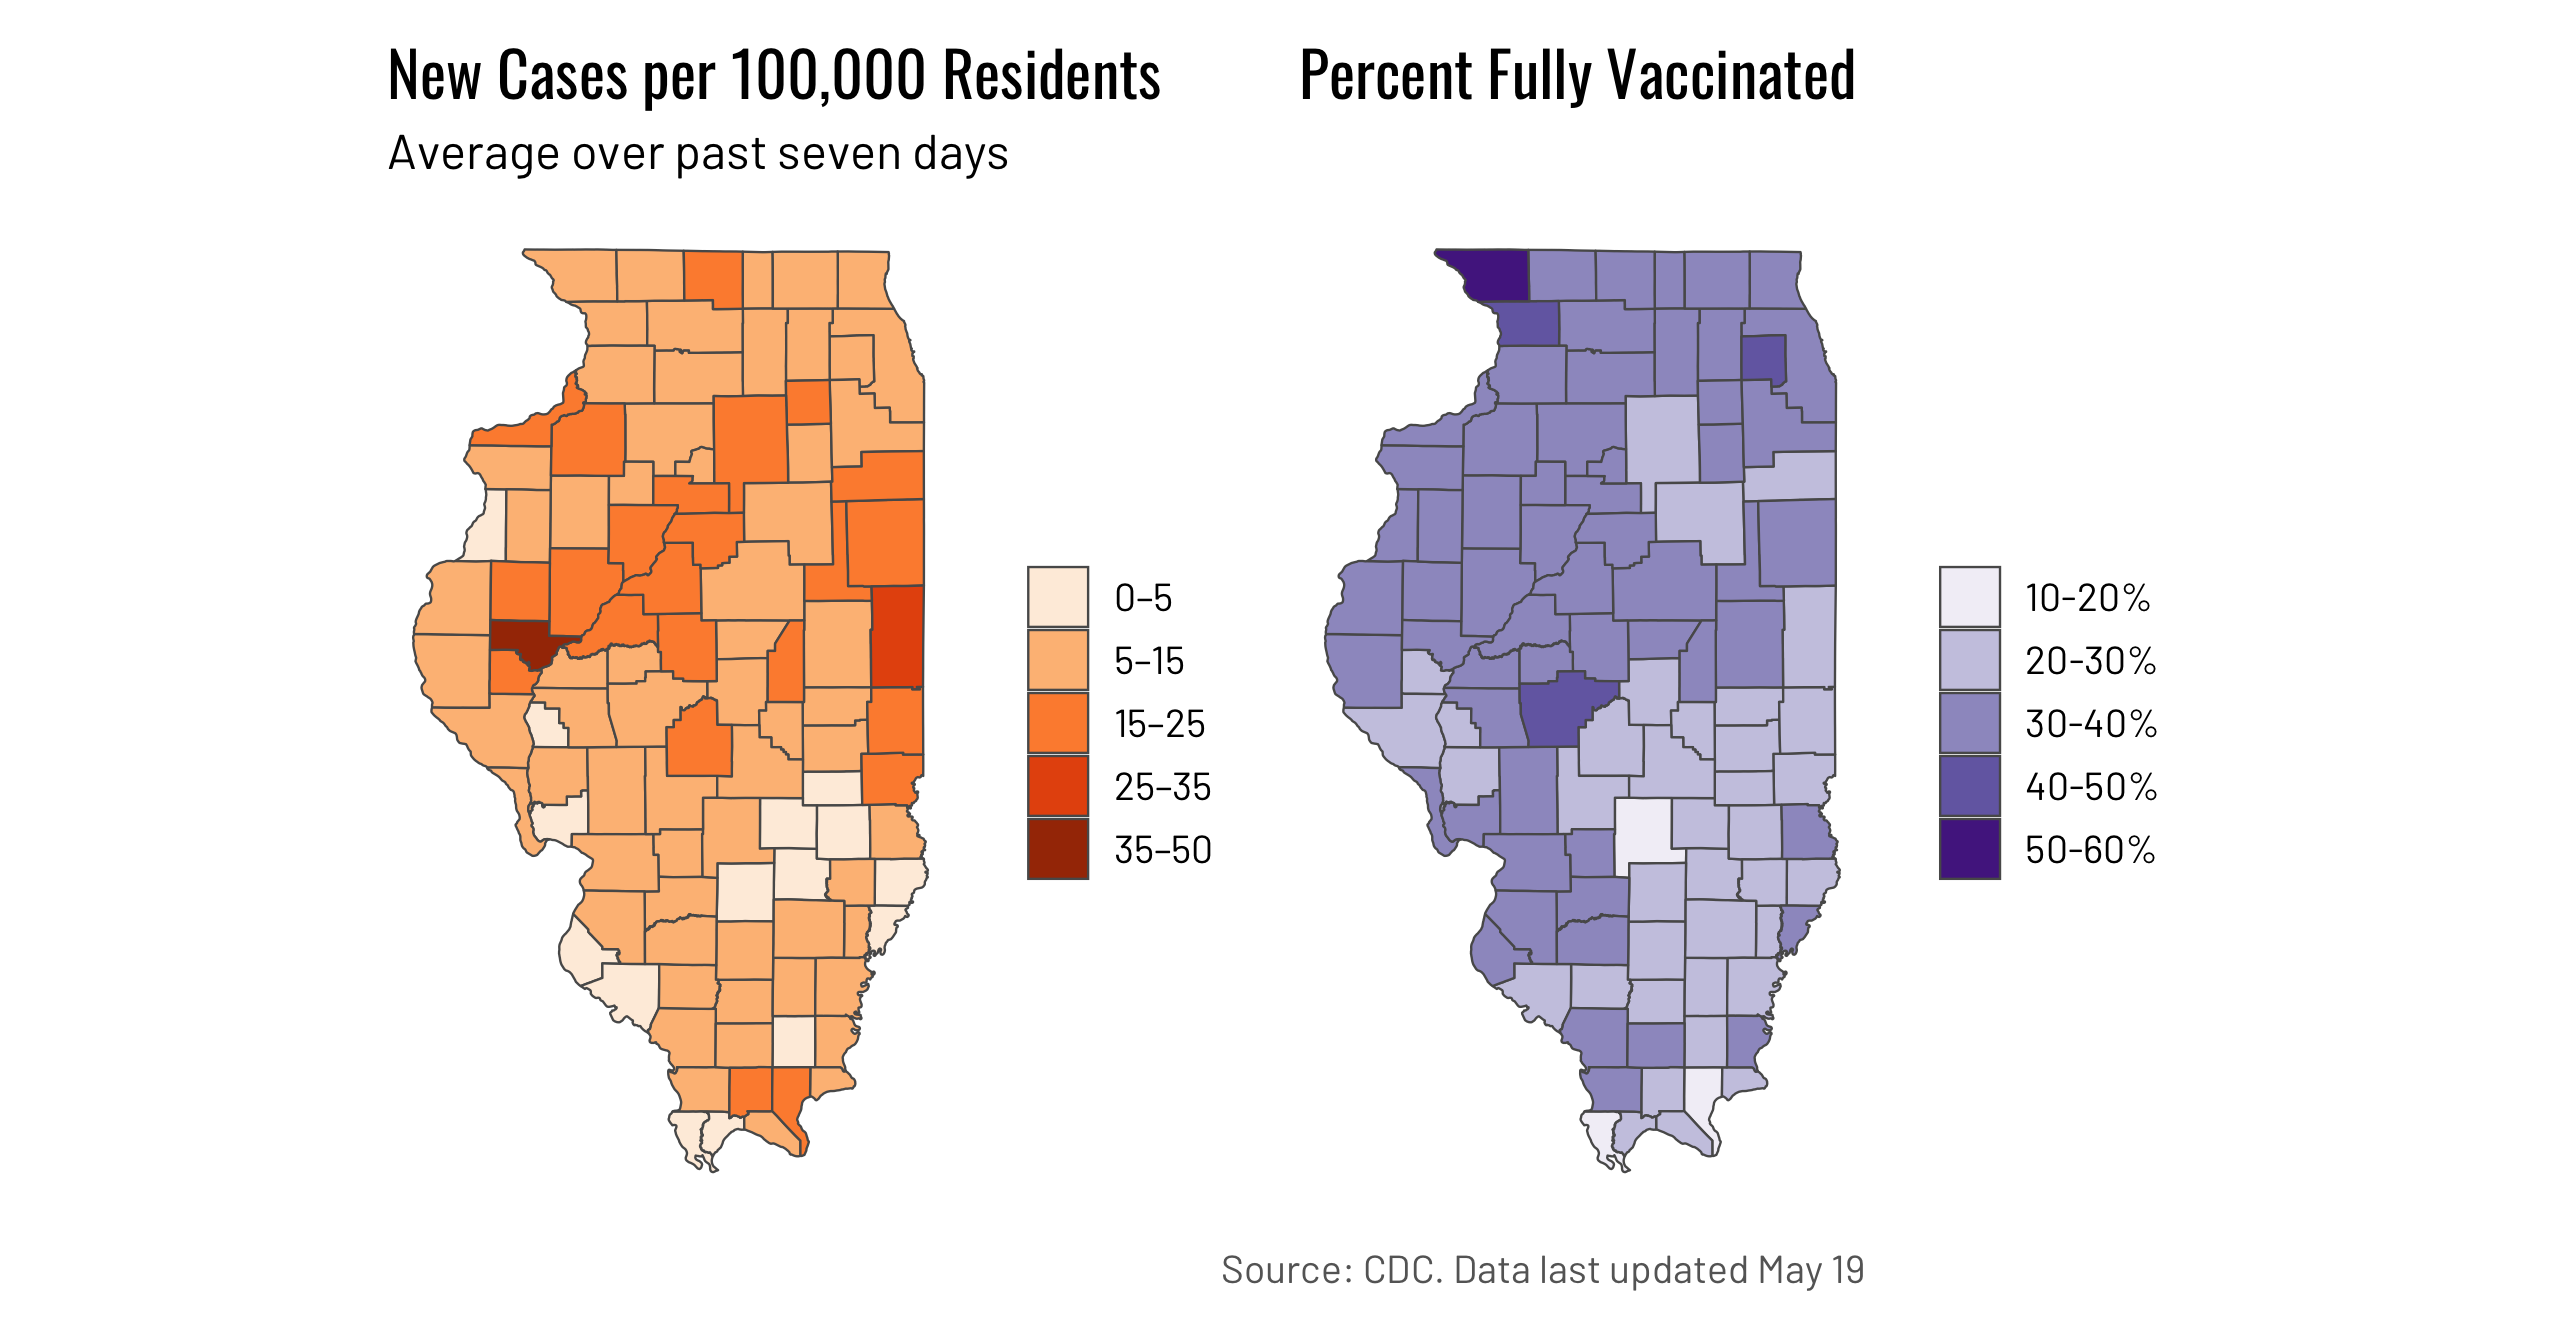 New Cases per 100,000 Residents
Average over past seven days
0–5
5–15
15–25
25–35
35–50
Percent Fully Vaccinated
10-20%
20-30%
30-40%
40-50%
50-60%
Source: CDC. Data last updated May 19